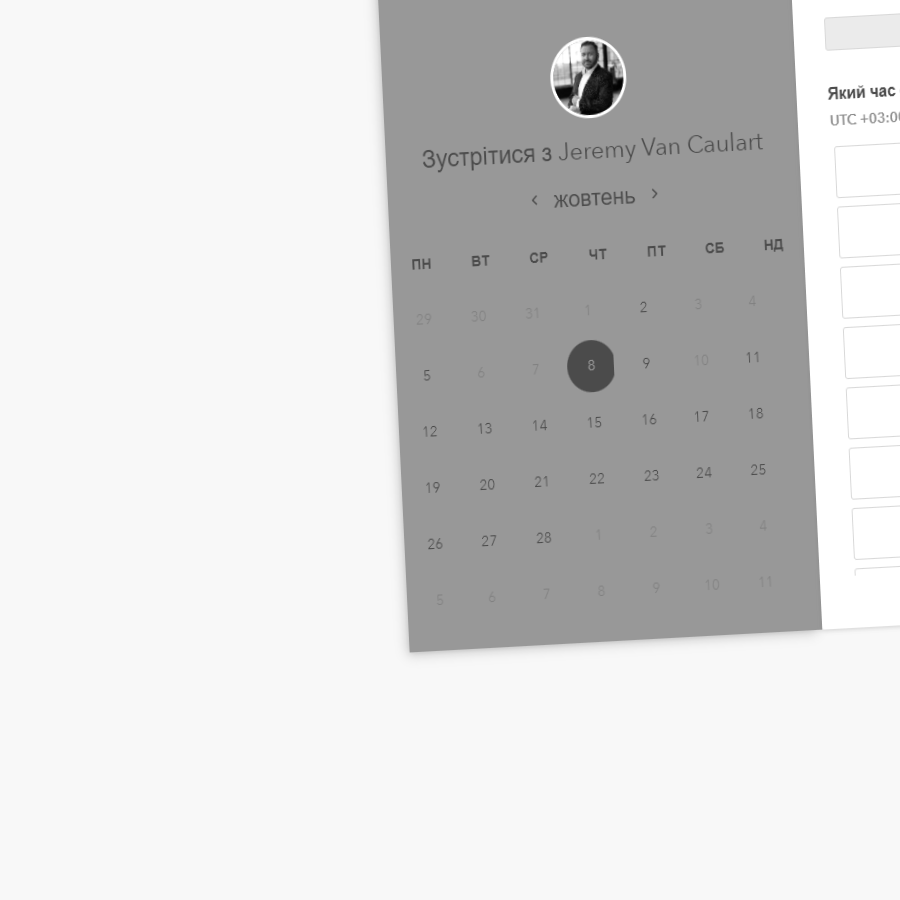 Зустрітися з Jeremy Van Caulart
‹ жовтень ›
ПН ВТ СР ЧТ ПТ СБ НД
29 30 31 1 2 3 4
5 6 7 8 9 10 11
12 13 14 15 16 17 18
19 20 21 22 23 24 25
26 27 28 1 2 3 4
5 6 7 8 9 10 11
Який час
UTC +03:00